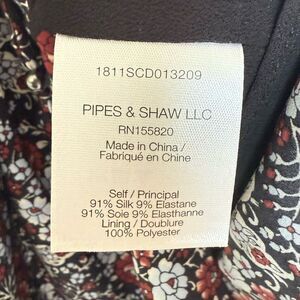 1811SCD013209
PIPES & SHAW LLC
RN155820
Made in China /
Fabriqué en Chine
Self / Principal
91% Silk 9% Elastane
91% Soie 9% Elasthanne
Lining / Doublure
100% Polyester